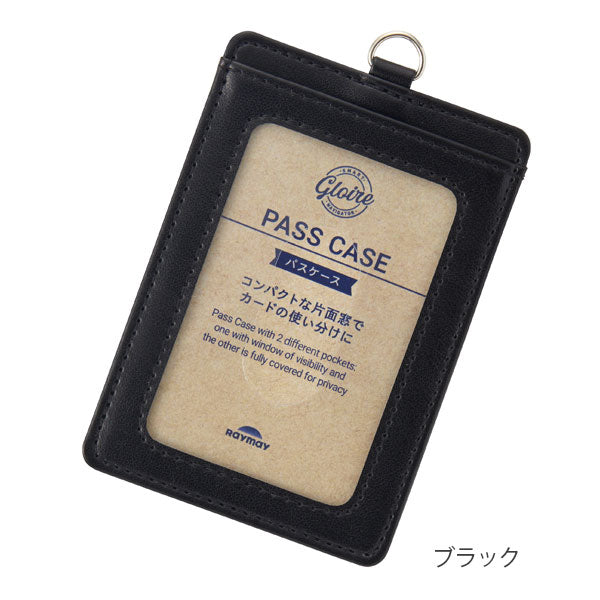 SMART
Gloire
NAVIGATOR
PASS CASE
パスケース
コンパクトな片面窓で
カードの使い分けに
Pass Case with 2 different pockets:
one with window of visibility and
the other is fully covered for privacy
RAYMAY
ブラック